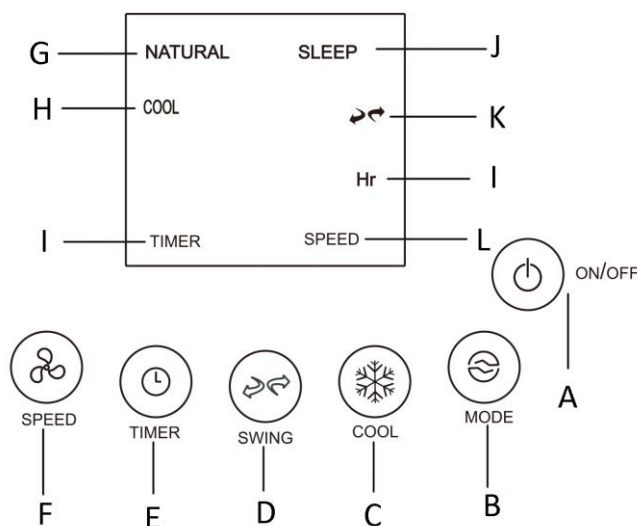 G NATURAL SLEEP J
H COOL K
Hr I
I TIMER SPEED L
ON/OFF
SPEED TIMER SWING COOL MODE A
F E D C B